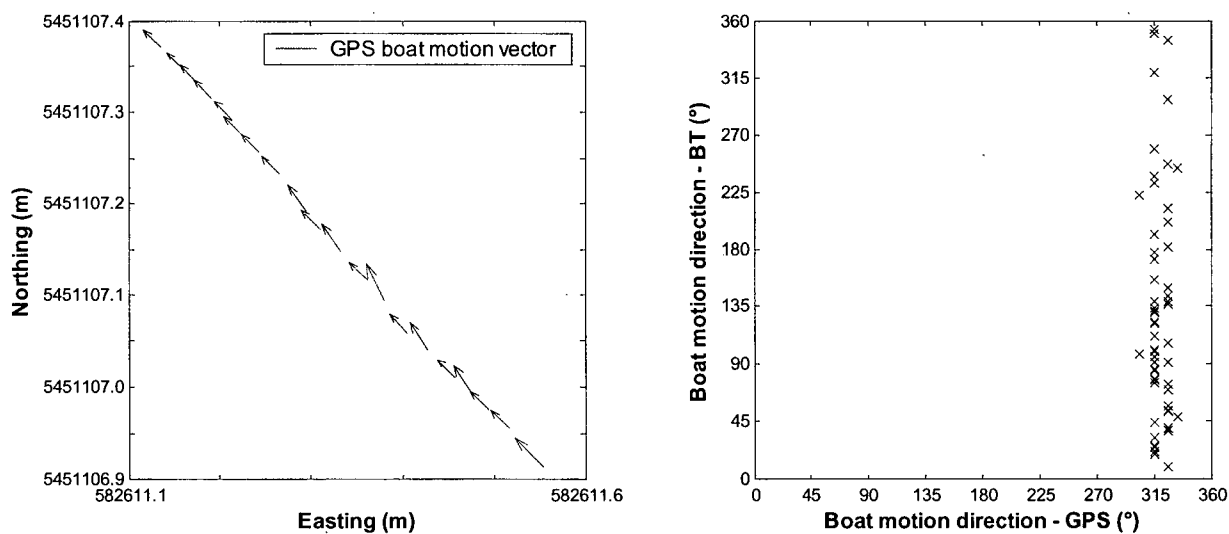 5451107.4
5451107.3
5451107.2
5451107.1
5451107.0
5451106.9
Northing (m)
GPS boat motion vector
582611.1
582611.6
Easting (m)
360
315
270
225
180
135
90
45
0
Boat motion direction - BT (°)
0 45 90 135 180 225 270 315 360
Boat motion direction - GPS (°)